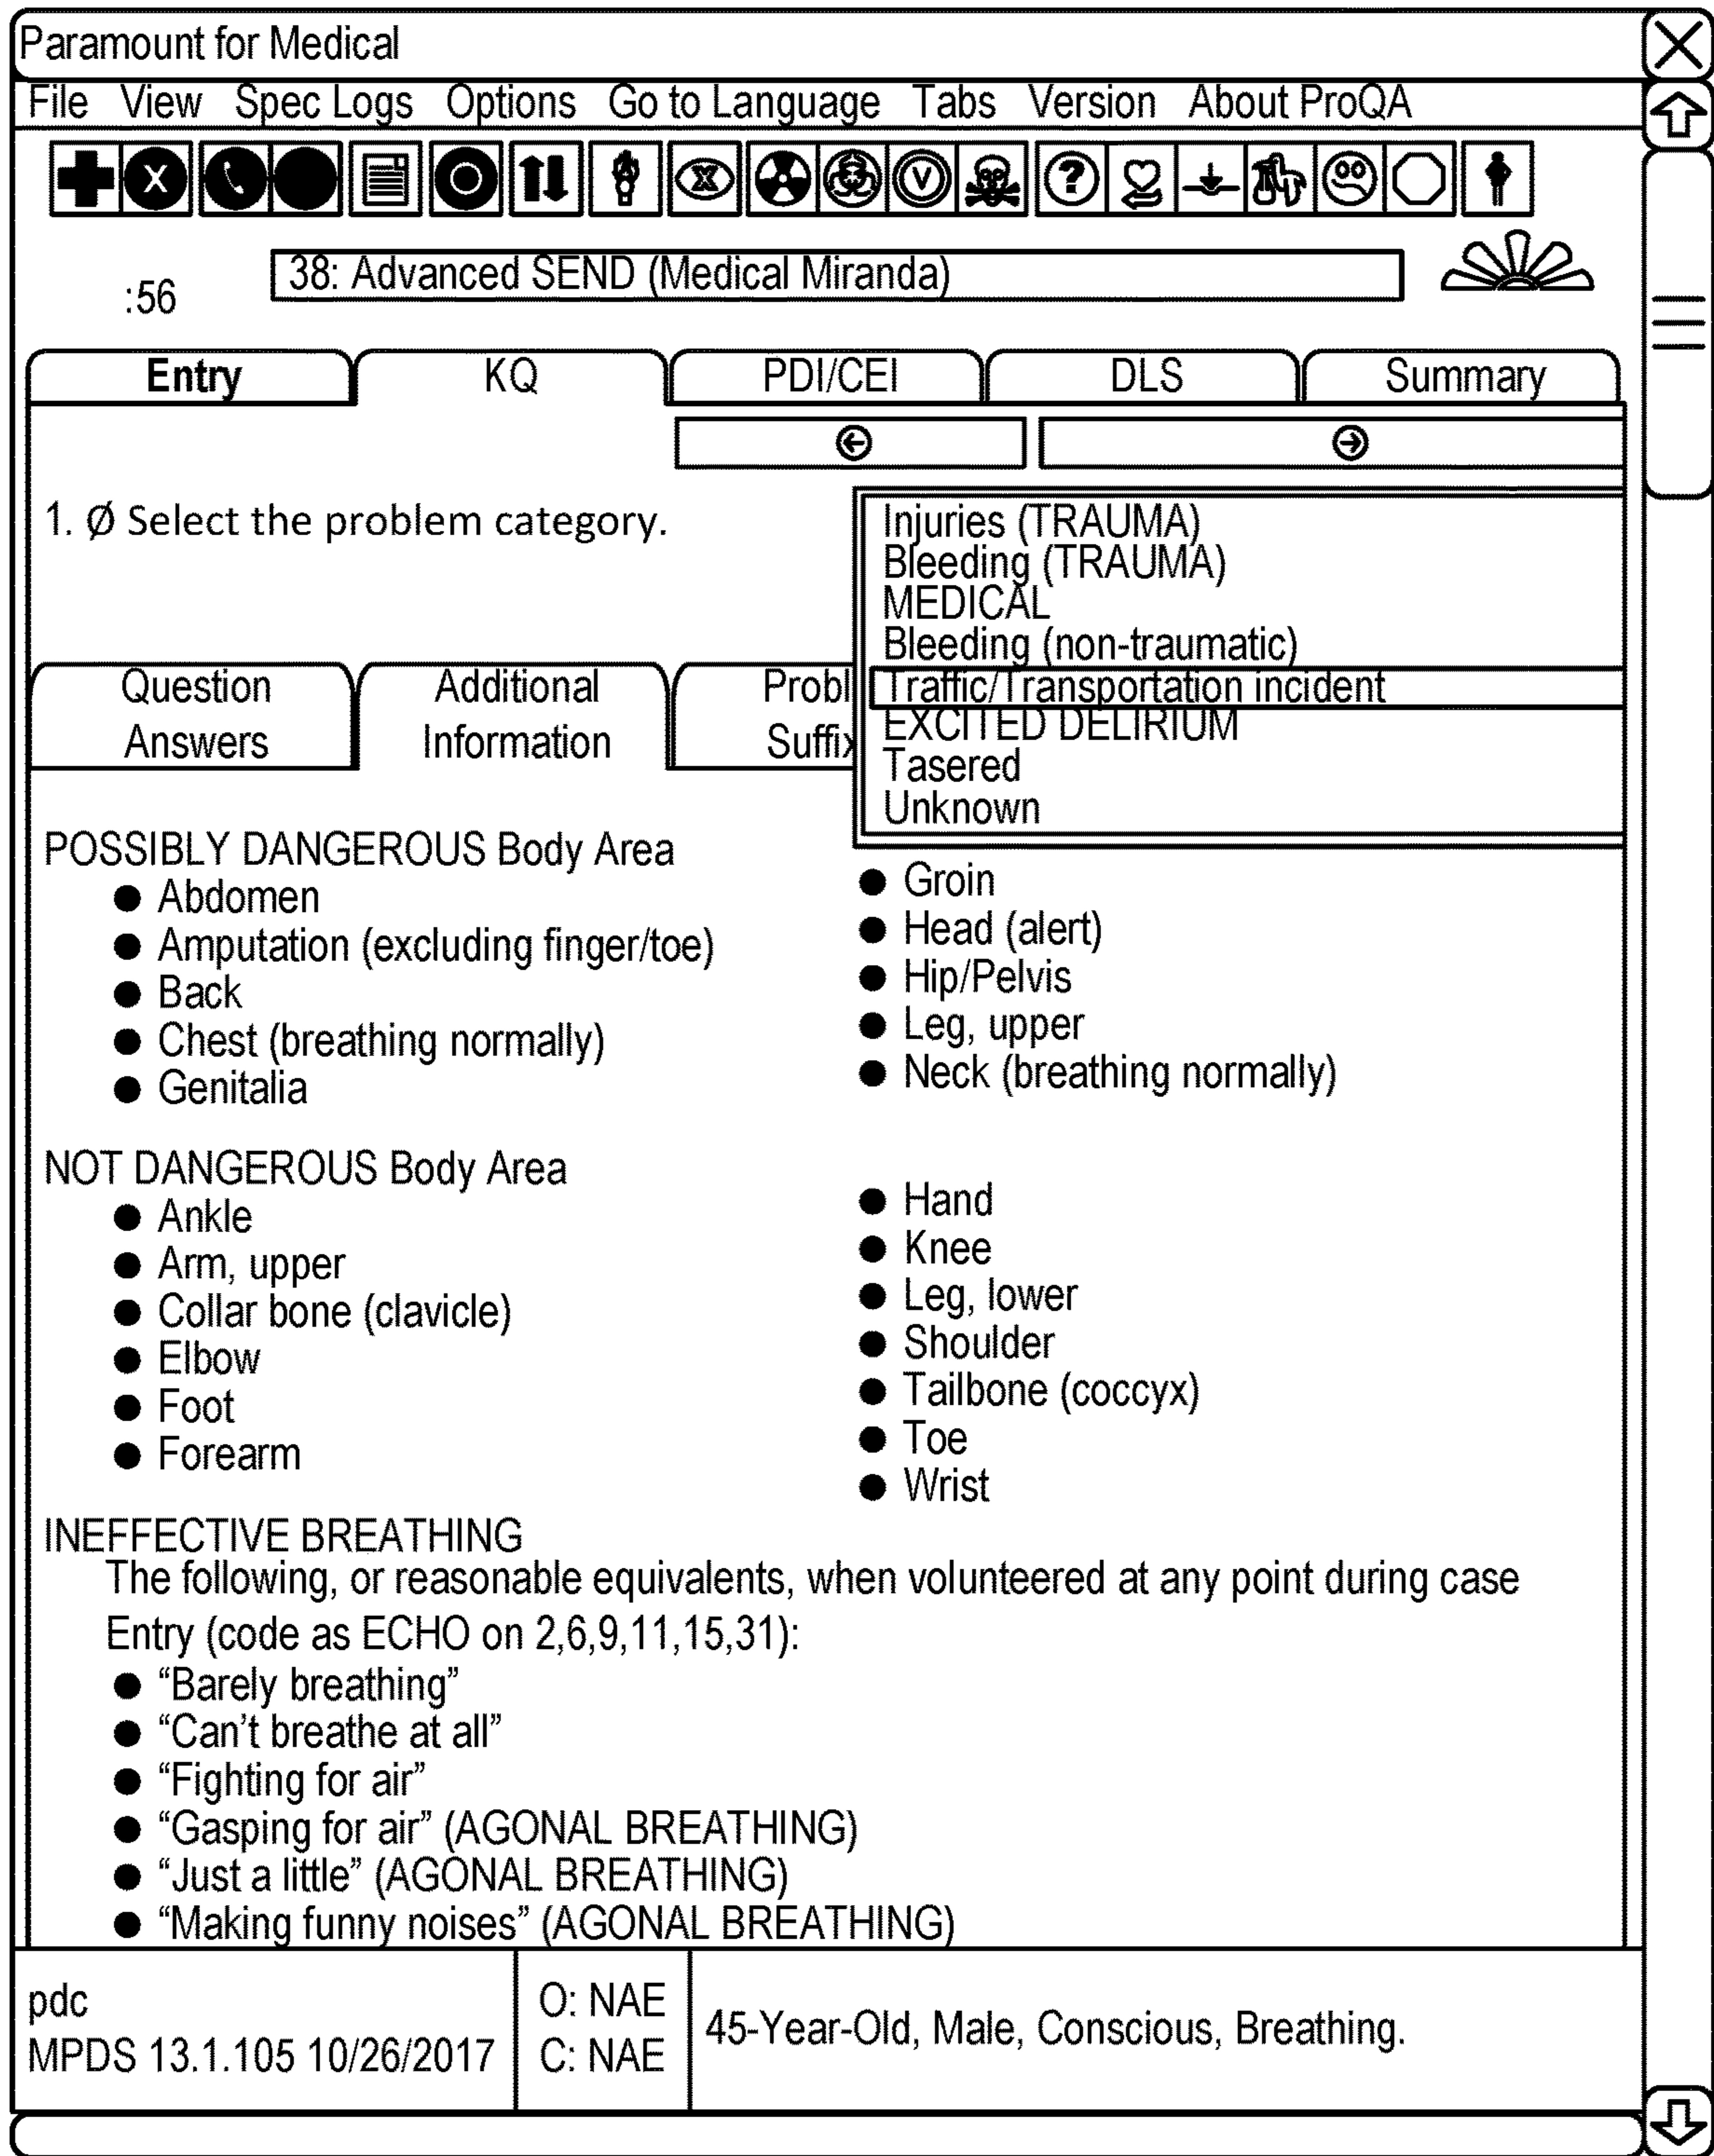 Paramount for Medical
File View Spec Logs Options Go to Language Tabs Version About ProQA
X V ?
:56
38: Advanced SEND (Medical Miranda)
Entry KQ PDI/CEI DLS Summary
1. Ø Select the problem category.
Injuries (TRAUMA)
Bleeding (TRAUMA)
MEDICAL
Bleeding (non-traumatic)
Traffic/Transportation incident
EXCITED DELIRIUM
Tasered
Unknown
Question Answers
Additional Information
Probl
Suffix
POSSIBLY DANGEROUS Body Area
● Abdomen
● Amputation (excluding finger/toe)
● Back
● Chest (breathing normally)
● Genitalia
● Groin
● Head (alert)
● Hip/Pelvis
● Leg, upper
● Neck (breathing normally)
NOT DANGEROUS Body Area
● Ankle
● Arm, upper
● Collar bone (clavicle)
● Elbow
● Foot
● Forearm
● Hand
● Knee
● Leg, lower
● Shoulder
● Tailbone (coccyx)
● Toe
● Wrist
INEFFECTIVE BREATHING
The following, or reasonable equivalents, when volunteered at any point during case
Entry (code as ECHO on 2,6,9,11,15,31):
● “Barely breathing”
● “Can’t breathe at all”
● “Fighting for air”
● “Gasping for air” (AGONAL BREATHING)
● “Just a little” (AGONAL BREATHING)
● “Making funny noises” (AGONAL BREATHING)
pdc
MPDS 13.1.105 10/26/2017
O: NAE
C: NAE
45-Year-Old, Male, Conscious, Breathing.